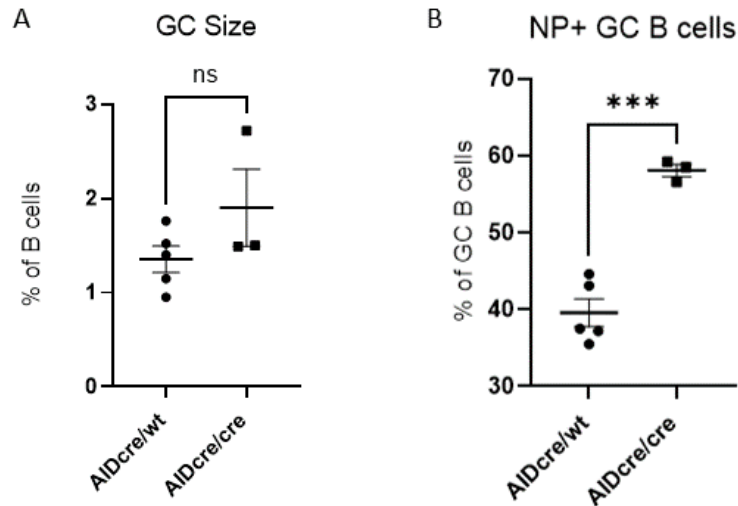 A
GC Size
ns
3
2
1
0
% of B cells
AIDcre/wt
AIDcre/cre
B
NP+ GC B cells
***
70
60
50
40
30
% of GC B cells
AIDcre/wt
AIDcre/cre